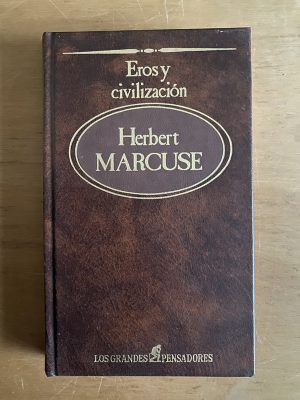 Eros y
civilización
Herbert
MARCUSE
LOS GRANDES PENSADORES